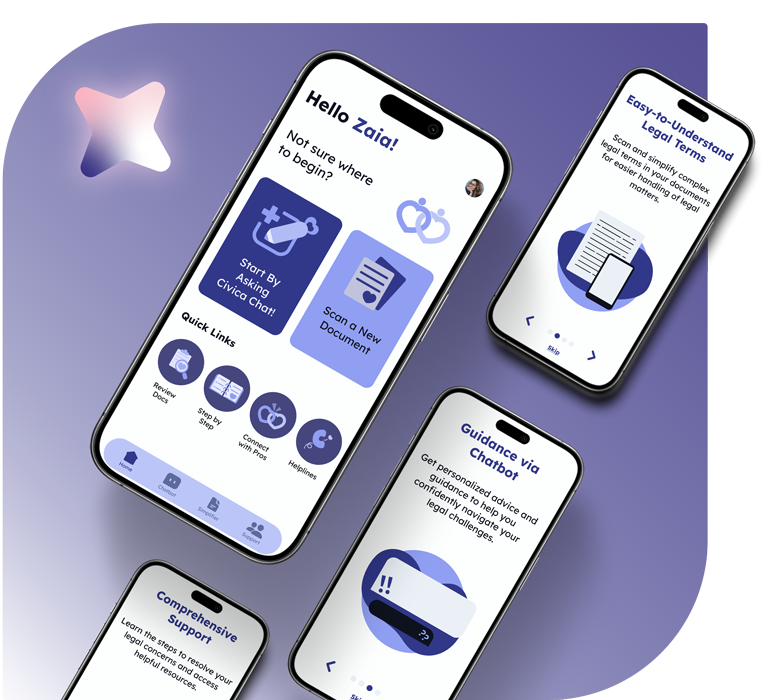 Hello Zaia!
Not sure where
to begin?
Start By
Asking
Civica Chat!
Scan a New
Document
Quick Links
Review
Docs
Step by
Step
Connect
with Pros
Helplines
Home
Chatbot
Simplifier
Support
Easy-to-Understand
Legal Terms
Scan and simplify complex
legal terms in your documents
for easier handling of legal
matters.
Skip
Guidance via
Chatbot
Get personalized advice and
guidance to help you
confidently navigate your
legal challenges.
!!
??
Comprehensive
Support
Learn the steps to resolve your
legal concerns and access
helpful resources.